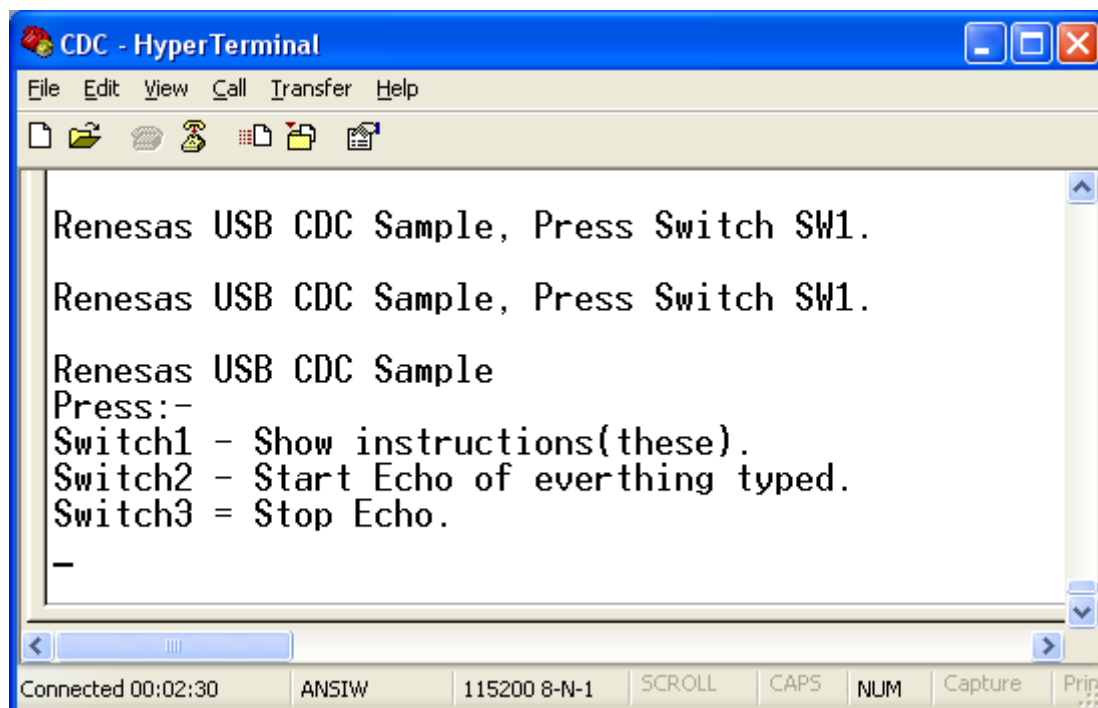 CDC - HyperTerminal
File Edit View Call Transfer Help
Renesas USB CDC Sample, Press Switch SW1.
Renesas USB CDC Sample, Press Switch SW1.
Renesas USB CDC Sample
Press:-
Switch1 - Show instructions(these).
Switch2 - Start Echo of everthing typed.
Switch3 = Stop Echo.
_
Connected 00:02:30 ANSIW 115200 8-N-1 SCROLL CAPS NUM Capture Prin